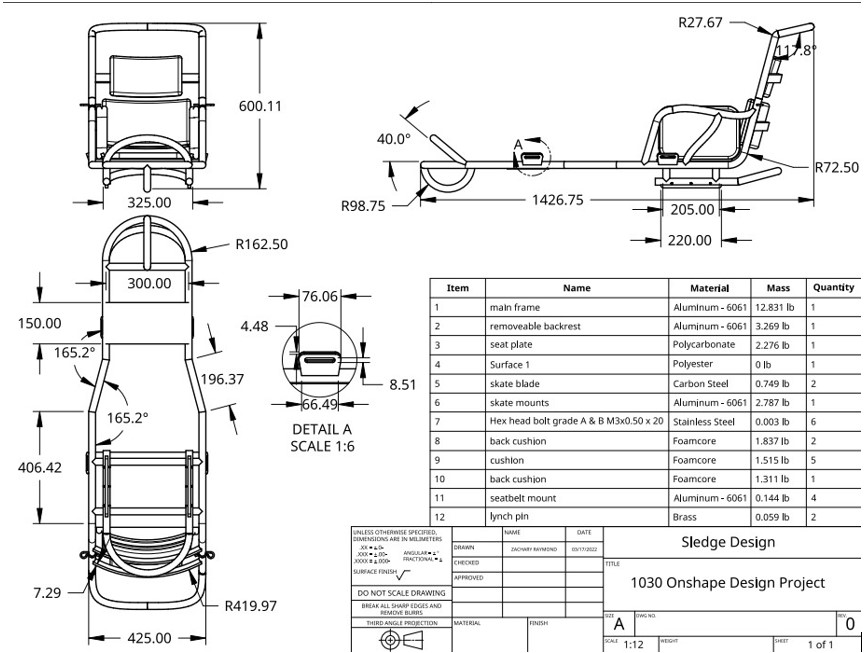 600.11
325.00
R27.67
117.8°
40.0°
A
R72.50
R98.75
1426.75
205.00
220.00
R162.50
300.00
150.00
165.2°
196.37
165.2°
406.42
7.29
R419.97
425.00
76.06
4.48
8.51
66.49
DETAIL A
SCALE 1:6
Item Name Material Mass Quantity
1 main frame Aluminum - 6061 12.831 lb 1
2 removeable backrest Aluminum - 6061 3.269 lb 1
3 seat plate Polycarbonate 2.276 lb 1
4 Surface 1 Polyester 0 lb 1
5 skate blade Carbon Steel 0.749 lb 2
6 skate mounts Aluminum - 6061 2.787 lb 1
7 Hex head bolt grade A & B M3x0.50 x 20 Stainless Steel 0.003 lb 6
8 back cushion Foamcore 1.837 lb 2
9 cushion Foamcore 1.515 lb 5
10 back cushion Foamcore 1.311 lb 1
11 seatbelt mount Aluminum - 6061 0.144 lb 4
12 lynch pin Brass 0.059 lb 2
UNLESS OTHERWISE SPECIFIED,
DIMENSIONS ARE IN MILIMETERS
ANGULAR = ± °
FRACTIONAL = ±
SURFACE FINISH
DO NOT SCALE DRAWING
BREAK ALL SHARP EDGES AND
REMOVE BURRS
THIRD ANGLE PROJECTION
NAME DATE
DRAWN ZACHARY RAYMOND 03/17/2022
CHECKED
APPROVED
MATERIAL FINISH
Sledge Design
TITLE
1030 Onshape Design Project
SIZE DWG NO. REV
A 0
SCALE 1:12 WEIGHT SHEET 1 of 1